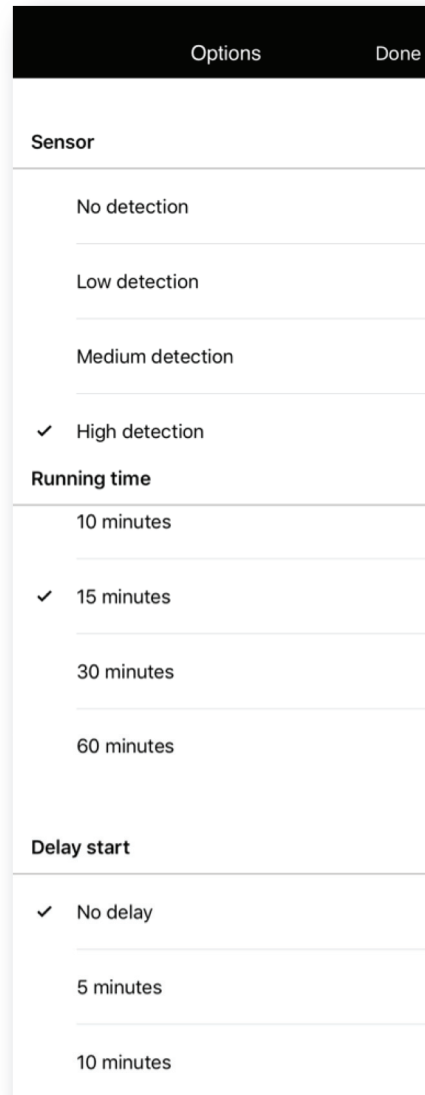 Options Done
Sensor
No detection
Low detection
Medium detection
High detection
Running time
10 minutes
15 minutes
30 minutes
60 minutes
Delay start
No delay
5 minutes
10 minutes